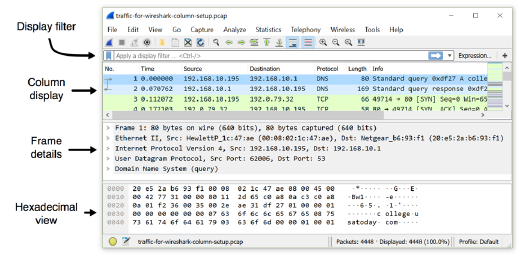 traffic-for-wireshark-column-setup.pcap
File Edit View Go Capture Analyze Statistics Telephony Wireless Tools Help
Display filter
Apply a display filter ... <Ctrl-/>
Expression... +
Column display
No. Time Source Destination Protocol Length Info
1 0.000000 192.168.10.195 192.168.10.1 DNS 80 Standard query 0xdf27 A colle
2 0.070762 192.168.10.1 192.168.10.195 DNS 169 Standard query response 0xdf2
3 0.112072 192.168.10.195 192.0.79.32 TCP 66 49714 → 80 [SYN] Seq=0 Win=65
4 0.172103 192.0.79.32 192.168.10.195 TCP 58 80 → 49714 [SYN, ACK] Seq=0 A
Frame details
> Frame 1: 80 bytes on wire (640 bits), 80 bytes captured (640 bits)
> Ethernet II, Src: HewlettP_1c:47:ae (00:08:02:1c:47:ae), Dst: Netgear_b6:93:f1 (20:e5:2a:b6:93:f1)
> Internet Protocol Version 4, Src: 192.168.10.195, Dst: 192.168.10.1
> User Datagram Protocol, Src Port: 62006, Dst Port: 53
> Domain Name System (query)
Hexadecimal view
0000 20 e5 2a b6 93 f1 00 08 02 1c 47 ae 08 00 45 00 ·*····· ··G···E·
0010 00 42 77 31 00 00 80 11 2d 65 c0 a8 0a c3 c0 a8 ·Bw1···· -e······
0020 0a 01 f2 36 00 35 00 2e ae 31 df 27 01 00 00 01 ···6·5·. ·1·'····
0030 00 00 00 00 00 00 07 63 6f 6c 6c 65 67 65 08 75 ·······c ollege·u
0040 73 61 74 6f 64 61 79 03 63 6f 6d 00 00 01 00 01 satoday· com·····
traffic-for-wireshark-column-setup.pcap
Packets: 4448 · Displayed: 4448 (100.0%)
Profile: Default